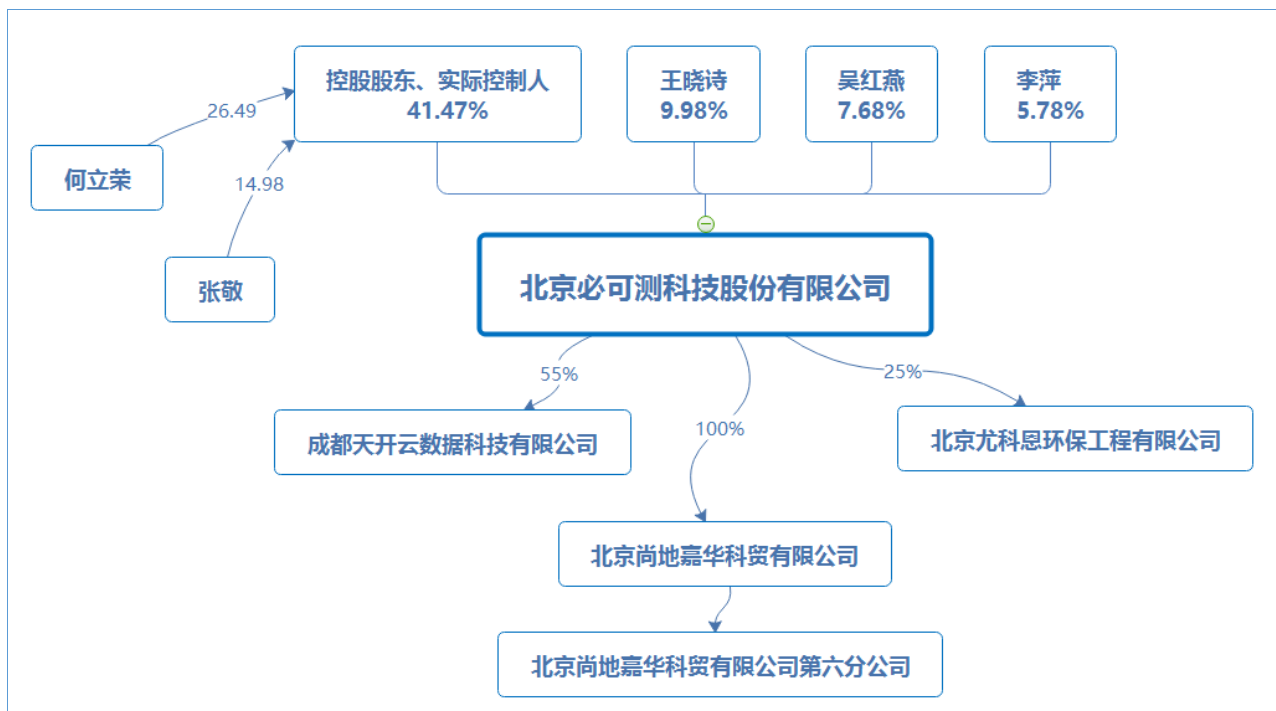 控股股东、实际控制人
41.47%
王晓诗
9.98%
吴红燕
7.68%
李萍
5.78%
26.49
何立荣
14.98
张敬
北京必可测科技股份有限公司
55%
25%
成都天开云数据科技有限公司
100%
北京尤科恩环保工程有限公司
北京尚地嘉华科贸有限公司
北京尚地嘉华科贸有限公司第六分公司